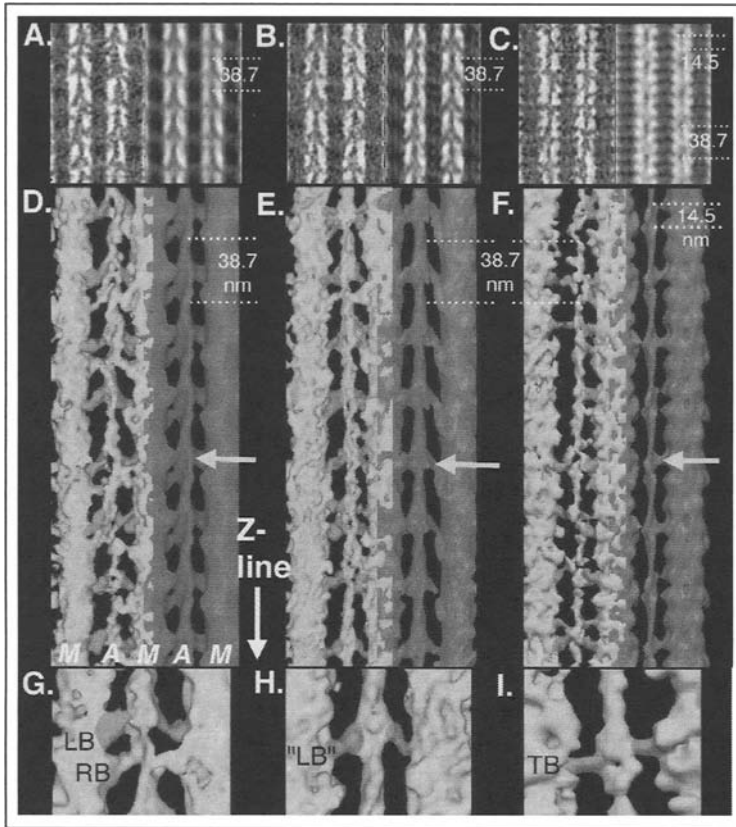 A.
38.7
B.
38.7
C.
14.5
38.7
D.
38.7
nm
E.
38.7
nm
F.
14.5
nm
Z-
line
M A M A M
G.
LB
RB
H.
"LB"
I.
TB